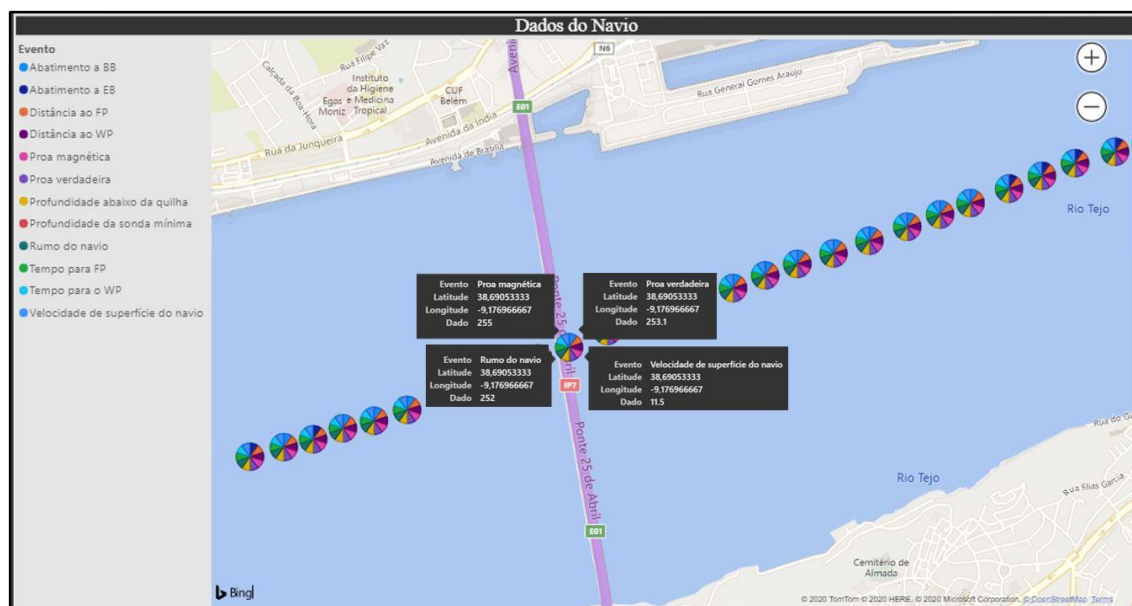 Dados do Navio
Evento
Abatimento a BB
Abatimento a EB
Distância ao FP
Distância ao WP
Proa magnética
Proa verdadeira
Profundidade abaixo da quilha
Profundidade da sonda mínima
Rumo do navio
Tempo para FP
Tempo para o WP
Velocidade de superfície do navio
Rua Filipe Vaz
Calçada da Boa-Hora
Instituto
da Higiene
Egas e Medicina
Moniz Tropical
CUF
Belém
Avenida da Índia
Rua da Junqueira
Avenida de Brasília
Aveni
N6
E01
Rua General Gomes Araújo
Rio Tejo
Evento Proa magnética
Latitude 38,69053333
Longitude -9,176966667
Dado 255
Evento Proa verdadeira
Latitude 38,69053333
Longitude -9,176966667
Dado 253.1
Evento Rumo do navio
Latitude 38,69053333
Longitude -9,176966667
Dado 252
Evento Velocidade de superfície do navio
Latitude 38,69053333
Longitude -9,176966667
Dado 11.5
IP7
Ponte 25 de Abril
E01
Rio Tejo
Rua Elias Garcia
Cemitério de
Almada
Bing
© 2020 TomTom © 2020 HERE, © 2020 Microsoft Corporation, © OpenStreetMap Terms